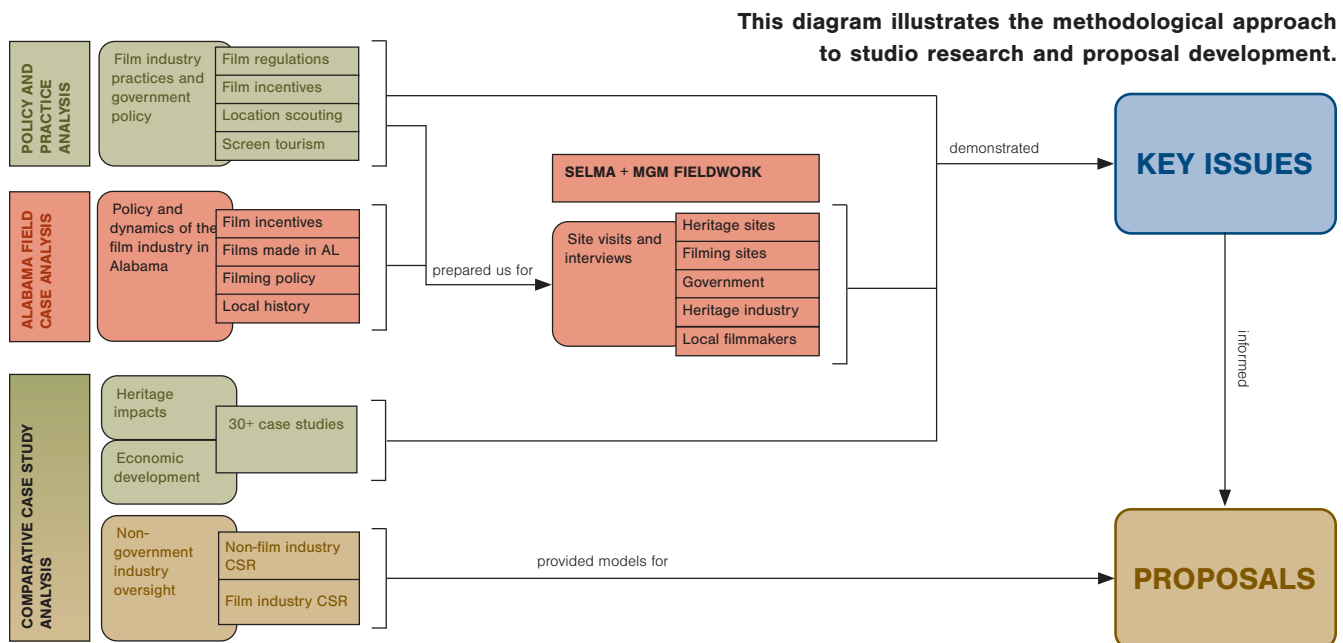 This diagram illustrates the methodological approach
to studio research and proposal development.
POLICY AND
PRACTICE
ANALYSIS
Film industry
practices and
government
policy
Film regulations
Film incentives
Location scouting
Screen tourism
ALABAMA FIELD
CASE ANALYSIS
Policy and
dynamics of the
film industry in
Alabama
Film incentives
Films made in AL
Filming policy
Local history
prepared us for
SELMA + MGM FIELDWORK
Site visits and
interviews
Heritage sites
Filming sites
Government
Heritage industry
Local filmmakers
demonstrated
KEY ISSUES
informed
COMPARATIVE CASE STUDY
ANALYSIS
Heritage
impacts
Economic
development
30+ case studies
Non-
government
industry
oversight
Non-film industry
CSR
Film industry CSR
provided models for
PROPOSALS